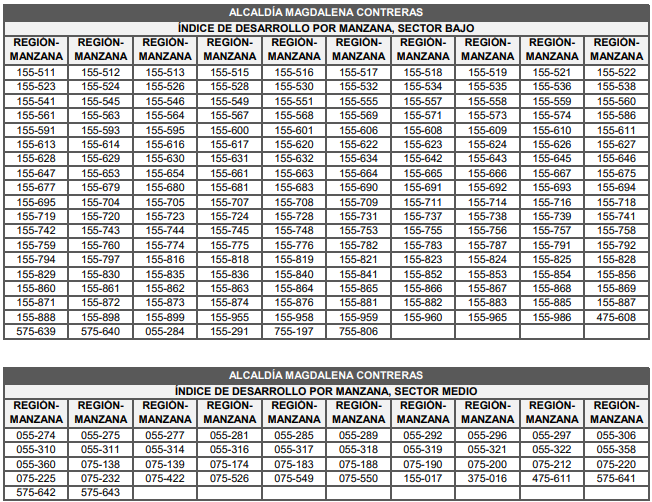 ALCALDÍA MAGDALENA CONTRERAS
ÍNDICE DE DESARROLLO POR MANZANA, SECTOR BAJO
REGIÓN- REGIÓN- REGIÓN- REGIÓN- REGIÓN- REGIÓN- REGIÓN- REGIÓN- REGIÓN- REGIÓN-
MANZANA MANZANA MANZANA MANZANA MANZANA MANZANA MANZANA MANZANA MANZANA MANZANA
155-511 155-512 155-513 155-515 155-516 155-517 155-518 155-519 155-521 155-522
155-523 155-524 155-526 155-528 155-530 155-532 155-534 155-535 155-536 155-538
155-541 155-545 155-546 155-549 155-551 155-555 155-557 155-558 155-559 155-560
155-561 155-563 155-564 155-567 155-568 155-569 155-571 155-573 155-574 155-586
155-591 155-593 155-595 155-600 155-601 155-606 155-608 155-609 155-610 155-611
155-613 155-614 155-616 155-617 155-620 155-622 155-623 155-624 155-626 155-627
155-628 155-629 155-630 155-631 155-632 155-634 155-642 155-643 155-645 155-646
155-647 155-653 155-654 155-661 155-663 155-664 155-665 155-666 155-667 155-675
155-677 155-679 155-680 155-681 155-683 155-690 155-691 155-692 155-693 155-694
155-695 155-704 155-705 155-707 155-708 155-709 155-711 155-714 155-716 155-718
155-719 155-720 155-723 155-724 155-728 155-731 155-737 155-738 155-739 155-741
155-742 155-743 155-744 155-745 155-748 155-753 155-755 155-756 155-757 155-758
155-759 155-760 155-774 155-775 155-776 155-782 155-783 155-787 155-791 155-792
155-794 155-797 155-816 155-818 155-819 155-821 155-823 155-824 155-825 155-828
155-829 155-830 155-835 155-836 155-840 155-841 155-852 155-853 155-854 155-856
155-860 155-861 155-862 155-863 155-864 155-865 155-866 155-867 155-868 155-869
155-871 155-872 155-873 155-874 155-876 155-881 155-882 155-883 155-885 155-887
155-888 155-898 155-899 155-955 155-958 155-959 155-960 155-965 155-986 475-608
575-639 575-640 055-284 155-291 755-197 755-806
ALCALDÍA MAGDALENA CONTRERAS
ÍNDICE DE DESARROLLO POR MANZANA, SECTOR MEDIO
REGIÓN- REGIÓN- REGIÓN- REGIÓN- REGIÓN- REGIÓN- REGIÓN- REGIÓN- REGIÓN- REGIÓN-
MANZANA MANZANA MANZANA MANZANA MANZANA MANZANA MANZANA MANZANA MANZANA MANZANA
055-274 055-275 055-277 055-281 055-285 055-289 055-292 055-296 055-297 055-306
055-310 055-311 055-314 055-316 055-317 055-318 055-319 055-321 055-322 055-358
055-360 075-138 075-139 075-174 075-183 075-188 075-190 075-200 075-212 075-220
075-225 075-232 075-422 075-526 075-549 075-550 155-017 375-016 475-611 575-641
575-642 575-643